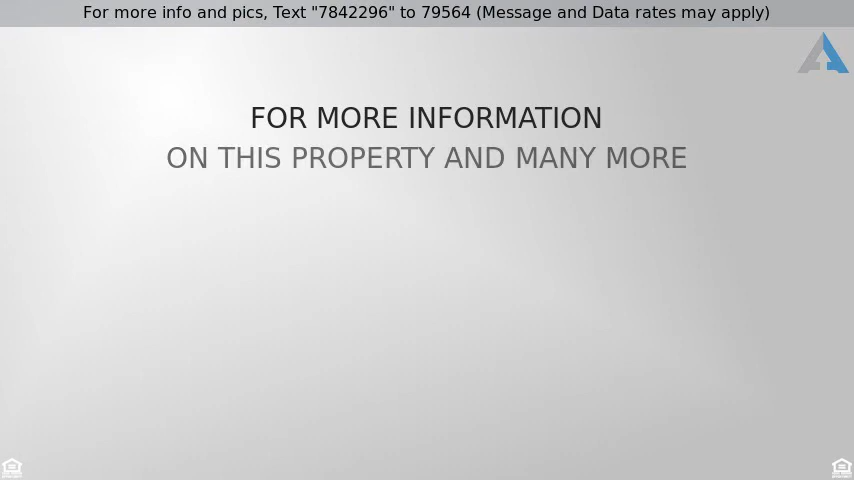 For more info and pics, Text "7842296" to 79564 (Message and Data rates may apply)
FOR MORE INFORMATION
ON THIS PROPERTY AND MANY MORE